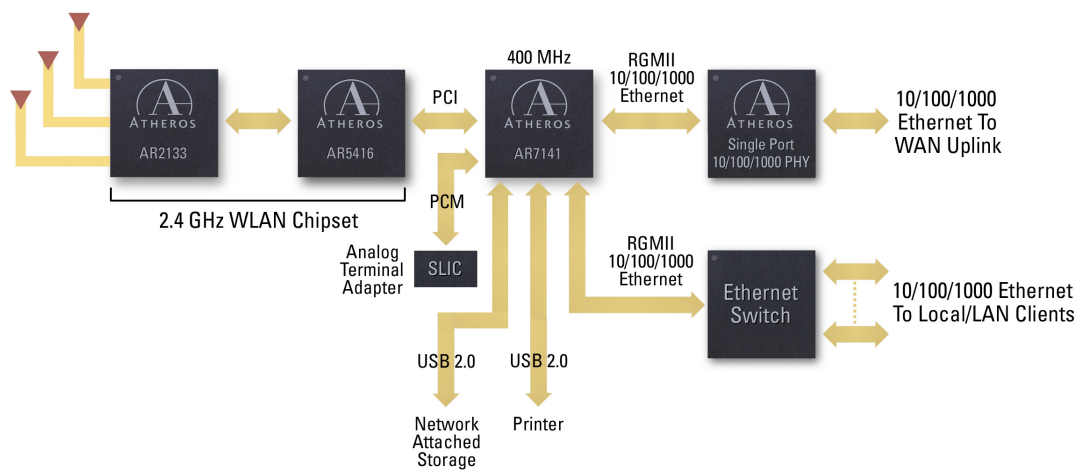 ATHEROS
AR2133
ATHEROS
AR5416
2.4 GHz WLAN Chipset
PCI
400 MHz
ATHEROS
AR7141
RGMII
10/100/1000
Ethernet
ATHEROS
Single Port
10/100/1000 PHY
10/100/1000
Ethernet To
WAN Uplink
PCM
Analog
Terminal
Adapter
SLIC
RGMII
10/100/1000
Ethernet
Ethernet
Switch
10/100/1000 Ethernet
To Local/LAN Clients
USB 2.0
USB 2.0
Network
Attached
Storage
Printer